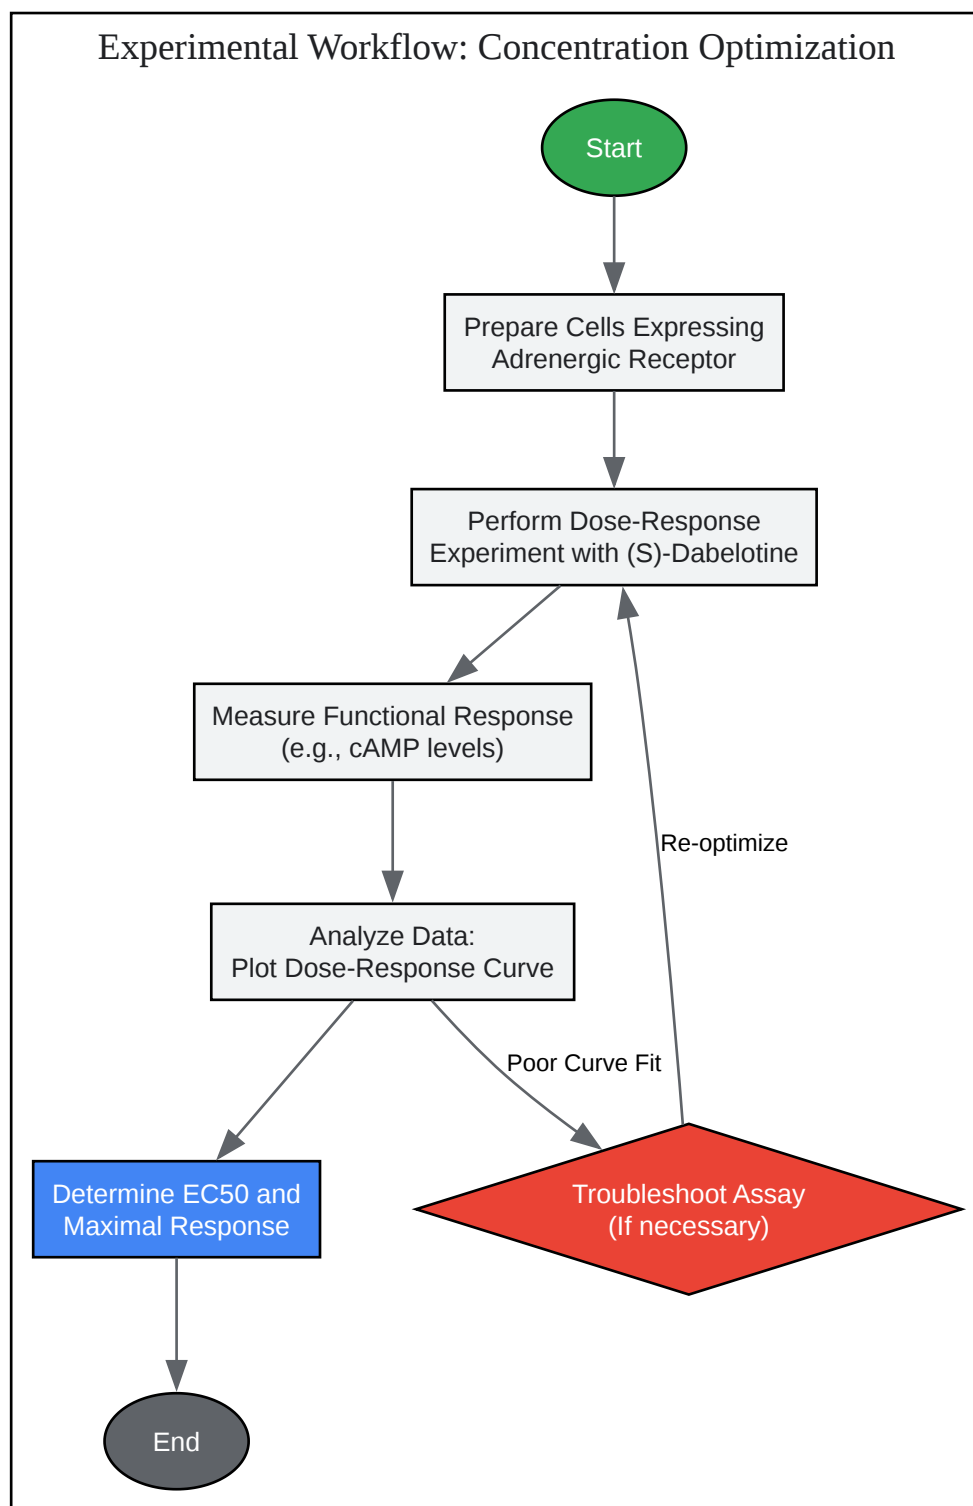 Experimental Workflow: Concentration Optimization
Start
Prepare Cells Expressing
Adrenergic Receptor
Perform Dose-Response
Experiment with (S)-Dabelotine
Measure Functional Response
(e.g., cAMP levels)
Re-optimize
Analyze Data:
Plot Dose-Response Curve
Poor Curve Fit
Determine EC50 and
Maximal Response
Troubleshoot Assay
(If necessary)
End